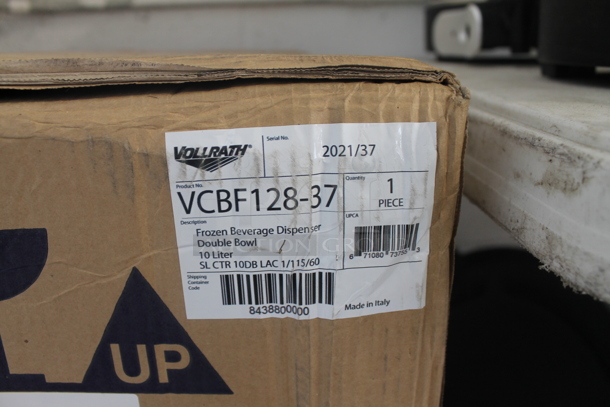 VOLLRATH®
Serial No.
2021/37
Product No.
VCBF128-37
Quantity
1
PIECE
Description
Frozen Beverage Dispenser
Double Bowl
10 Liter
SL CTR 10DB LAC 1/115/60
UPCA
Shipping
Container
Code
8438800000
Made in Italy
UP